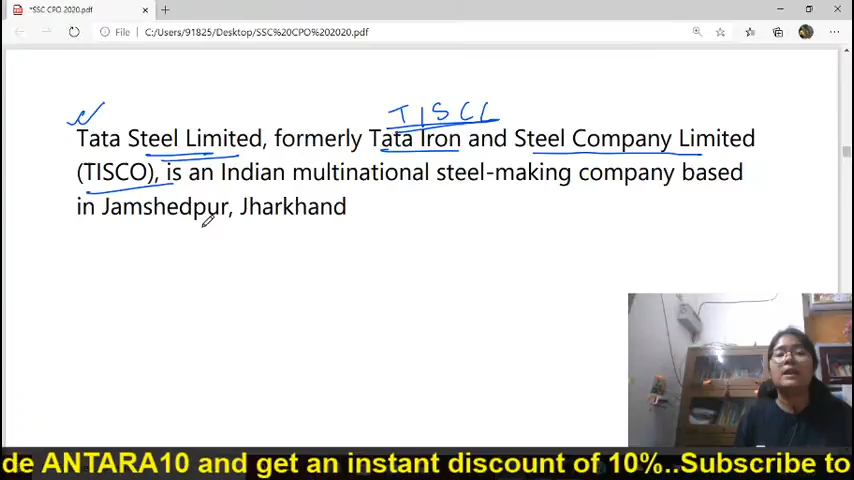 *SSC CPO 2020.pdf
File
C:/Users/91825/Desktop/SSC%20CPO%202020.pdf
TISCL
Tata Steel Limited, formerly Tata Iron and Steel Company Limited
(TISCO), is an Indian multinational steel-making company based
in Jamshedpur, Jharkhand
de ANTARA10 and get an instant discount of 10%..Subscribe to